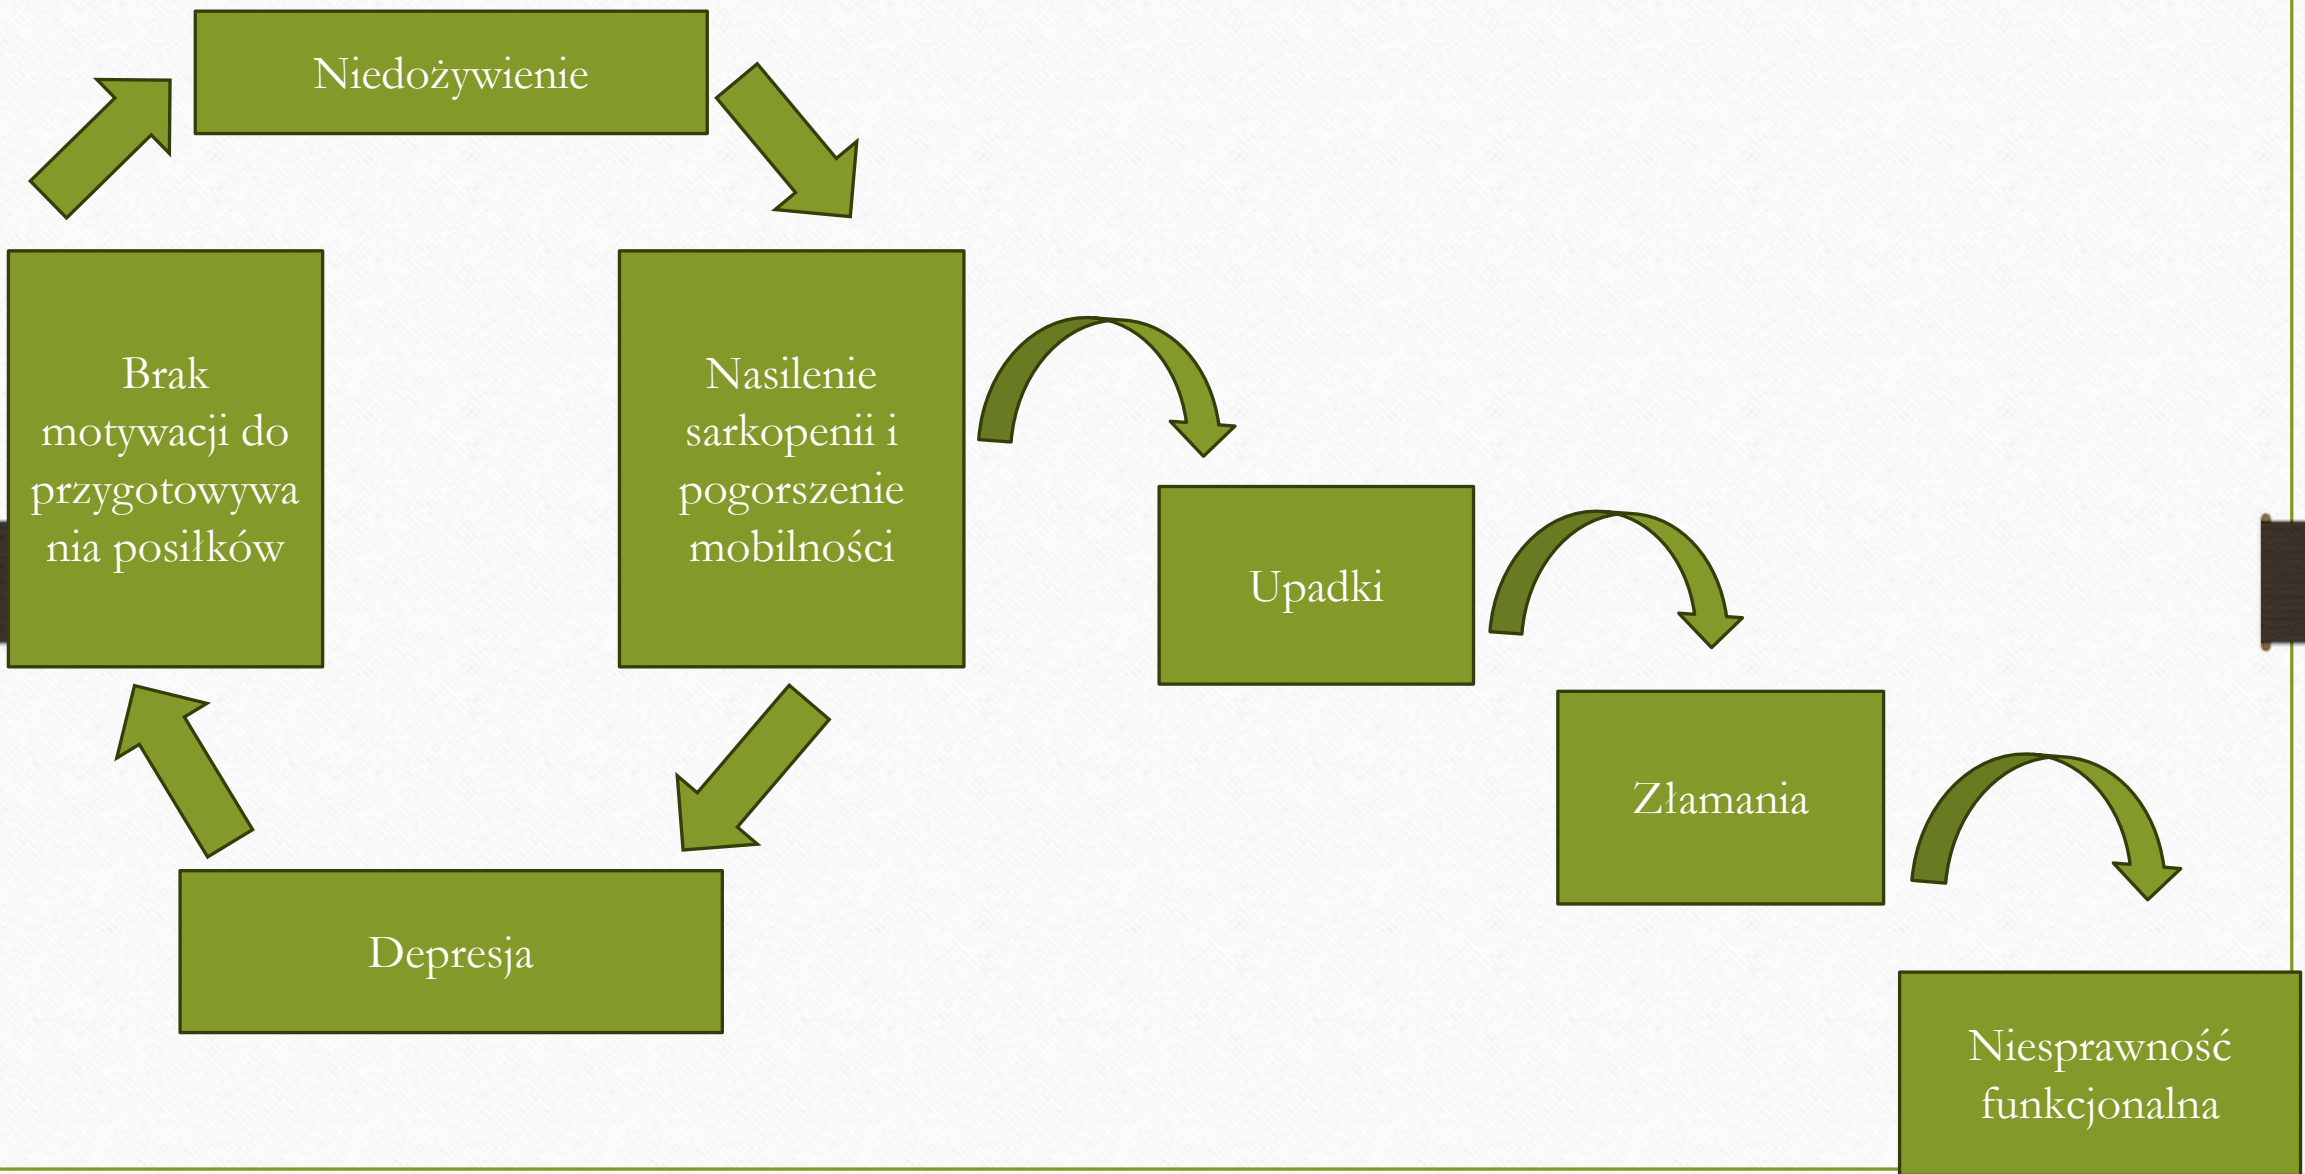 Niedożywienie
Brak
motywacji do
przygotowywa
nia posiłków
Nasilenie
sarkopenii i
pogorszenie
mobilności
Upadki
Złamania
Depresja
Niesprawność
funkcjonalna